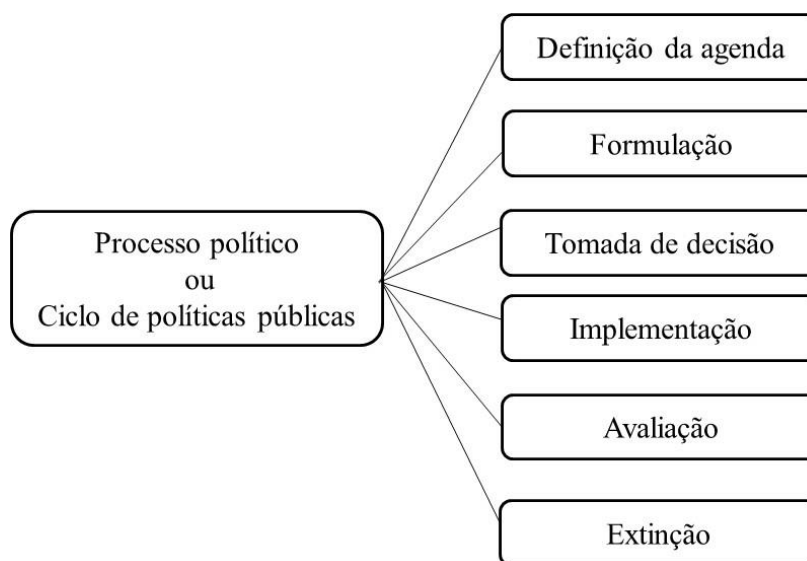 Definição da agenda
Formulação
Processo político
ou
Ciclo de políticas públicas
Tomada de decisão
Implementação
Avaliação
Extinção